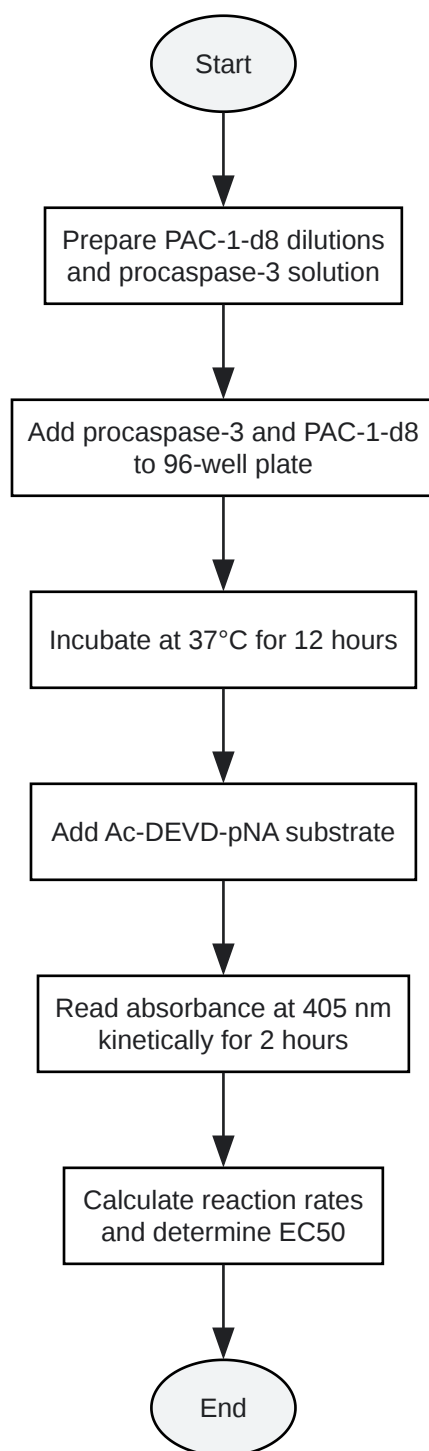 Start
Prepare PAC-1-d8 dilutions
and procaspase-3 solution
Add procaspase-3 and PAC-1-d8
to 96-well plate
Incubate at 37°C for 12 hours
Add Ac-DEVD-pNA substrate
Read absorbance at 405 nm
kinetically for 2 hours
Calculate reaction rates
and determine EC50
End